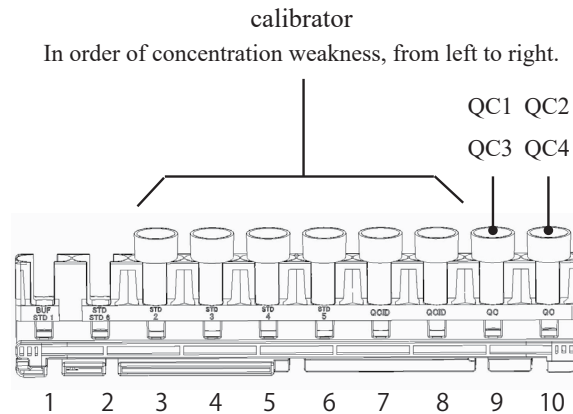 calibrator
In order of concentration weakness, from left to right.
QC1 QC2
QC3 QC4
BUF STD STD STD STD STD QCID QCID QC QC
STD 1 STD 6 2 3 4 5
1 2 3 4 5 6 7 8 9 10